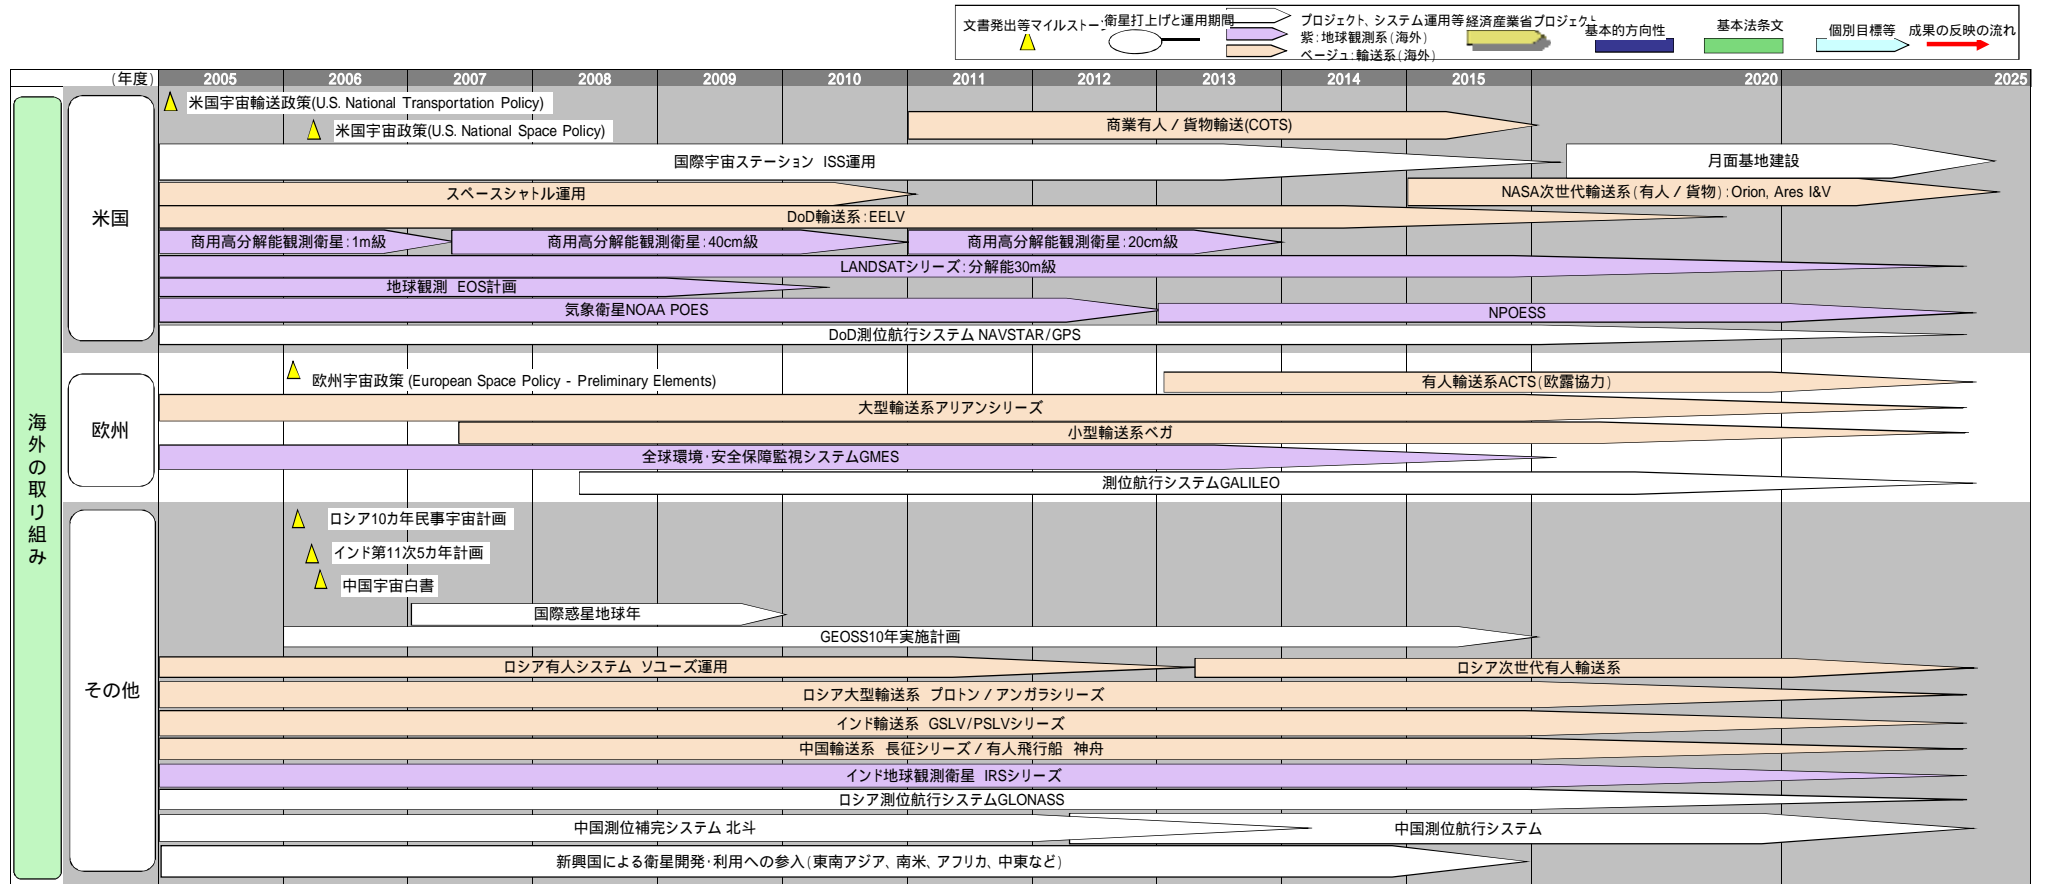 文書発出等マイルストーン
衛星打上げと運用期間
プロジェクト、システム運用等
紫:地球観測系(海外)
ベージュ:輸送系(海外)
経済産業省プロジェクト
基本的方向性
基本法条文
個別目標等
成果の反映の流れ
(年度) 2005 2006 2007 2008 2009 2010 2011 2012 2013 2014 2015 2020 2025
海外の取り組み
米国
米国宇宙輸送政策(U.S. National Transportation Policy)
米国宇宙政策(U.S. National Space Policy)
商業有人/貨物輸送(COTS)
国際宇宙ステーション ISS運用
月面基地建設
スペースシャトル運用
NASA次世代輸送系(有人/貨物):Orion, Ares I&V
DoD輸送系:EELV
商用高分解能観測衛星:1m級
商用高分解能観測衛星:40cm級
商用高分解能観測衛星:20cm級
LANDSATシリーズ:分解能30m級
地球観測 EOS計画
気象衛星NOAA POES
NPOESS
DoD測位航行システム NAVSTAR/GPS
欧州
欧州宇宙政策 (European Space Policy - Preliminary Elements)
有人輸送系ACTS(欧露協力)
大型輸送系アリアンシリーズ
小型輸送系ベガ
全球環境・安全保障監視システムGMES
測位航行システムGALILEO
その他
ロシア10カ年民事宇宙計画
インド第11次5カ年計画
中国宇宙白書
国際惑星地球年
GEOSS10年実施計画
ロシア有人システム ソユーズ運用
ロシア次世代有人輸送系
ロシア大型輸送系 プロトン/アンガラシリーズ
インド輸送系 GSLV/PSLVシリーズ
中国輸送系 長征シリーズ/有人飛行船 神舟
インド地球観測衛星 IRSシリーズ
ロシア測位航行システムGLONASS
中国測位補完システム 北斗
中国測位航行システム
新興国による衛星開発・利用への参入(東南アジア、南米、アフリカ、中東など)